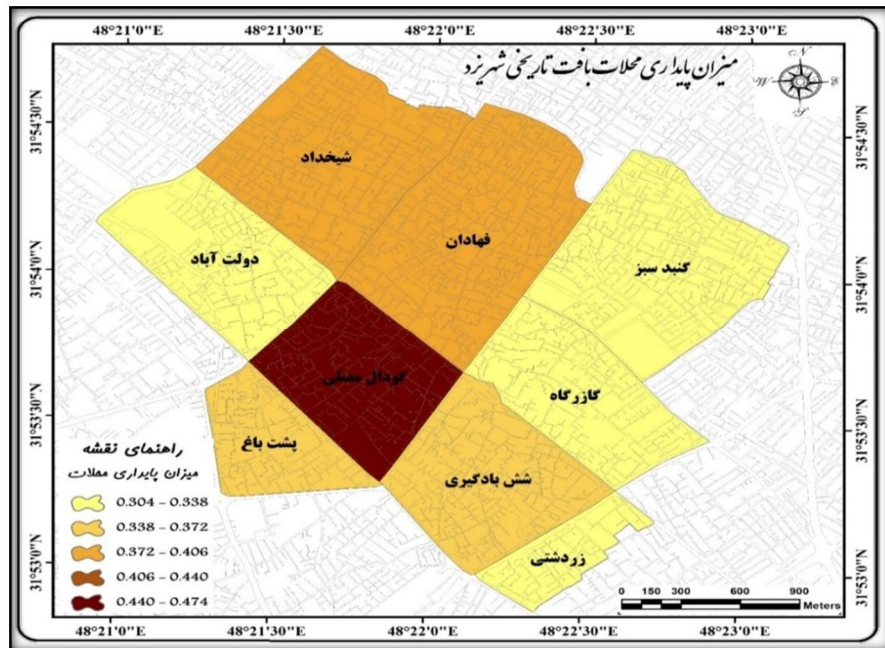 48°21'0"E 48°21'30"E 48°22'0"E 48°22'30"E 48°23'0"E
میزان پایداری محلات بافت تاریخی شهر یزد
N
W E
S
31°54'30"N 31°54'30"N
شیخداد
فهادان
گنبد سبز
دولت آباد
31°54'0"N 31°54'0"N
گودال مصلی
گازرگاه
31°53'30"N 31°53'30"N
پشت باغ
شش بادگیری
زردشتی
راهنمای نقشه
میزان پایداری محلات
0.304 - 0.338
0.338 - 0.372
0.372 - 0.406
0.406 - 0.440
0.440 - 0.474
31°53'0"N 31°53'0"N
0 150 300 600 900
Meters
48°21'0"E 48°21'30"E 48°22'0"E 48°22'30"E 48°23'0"E